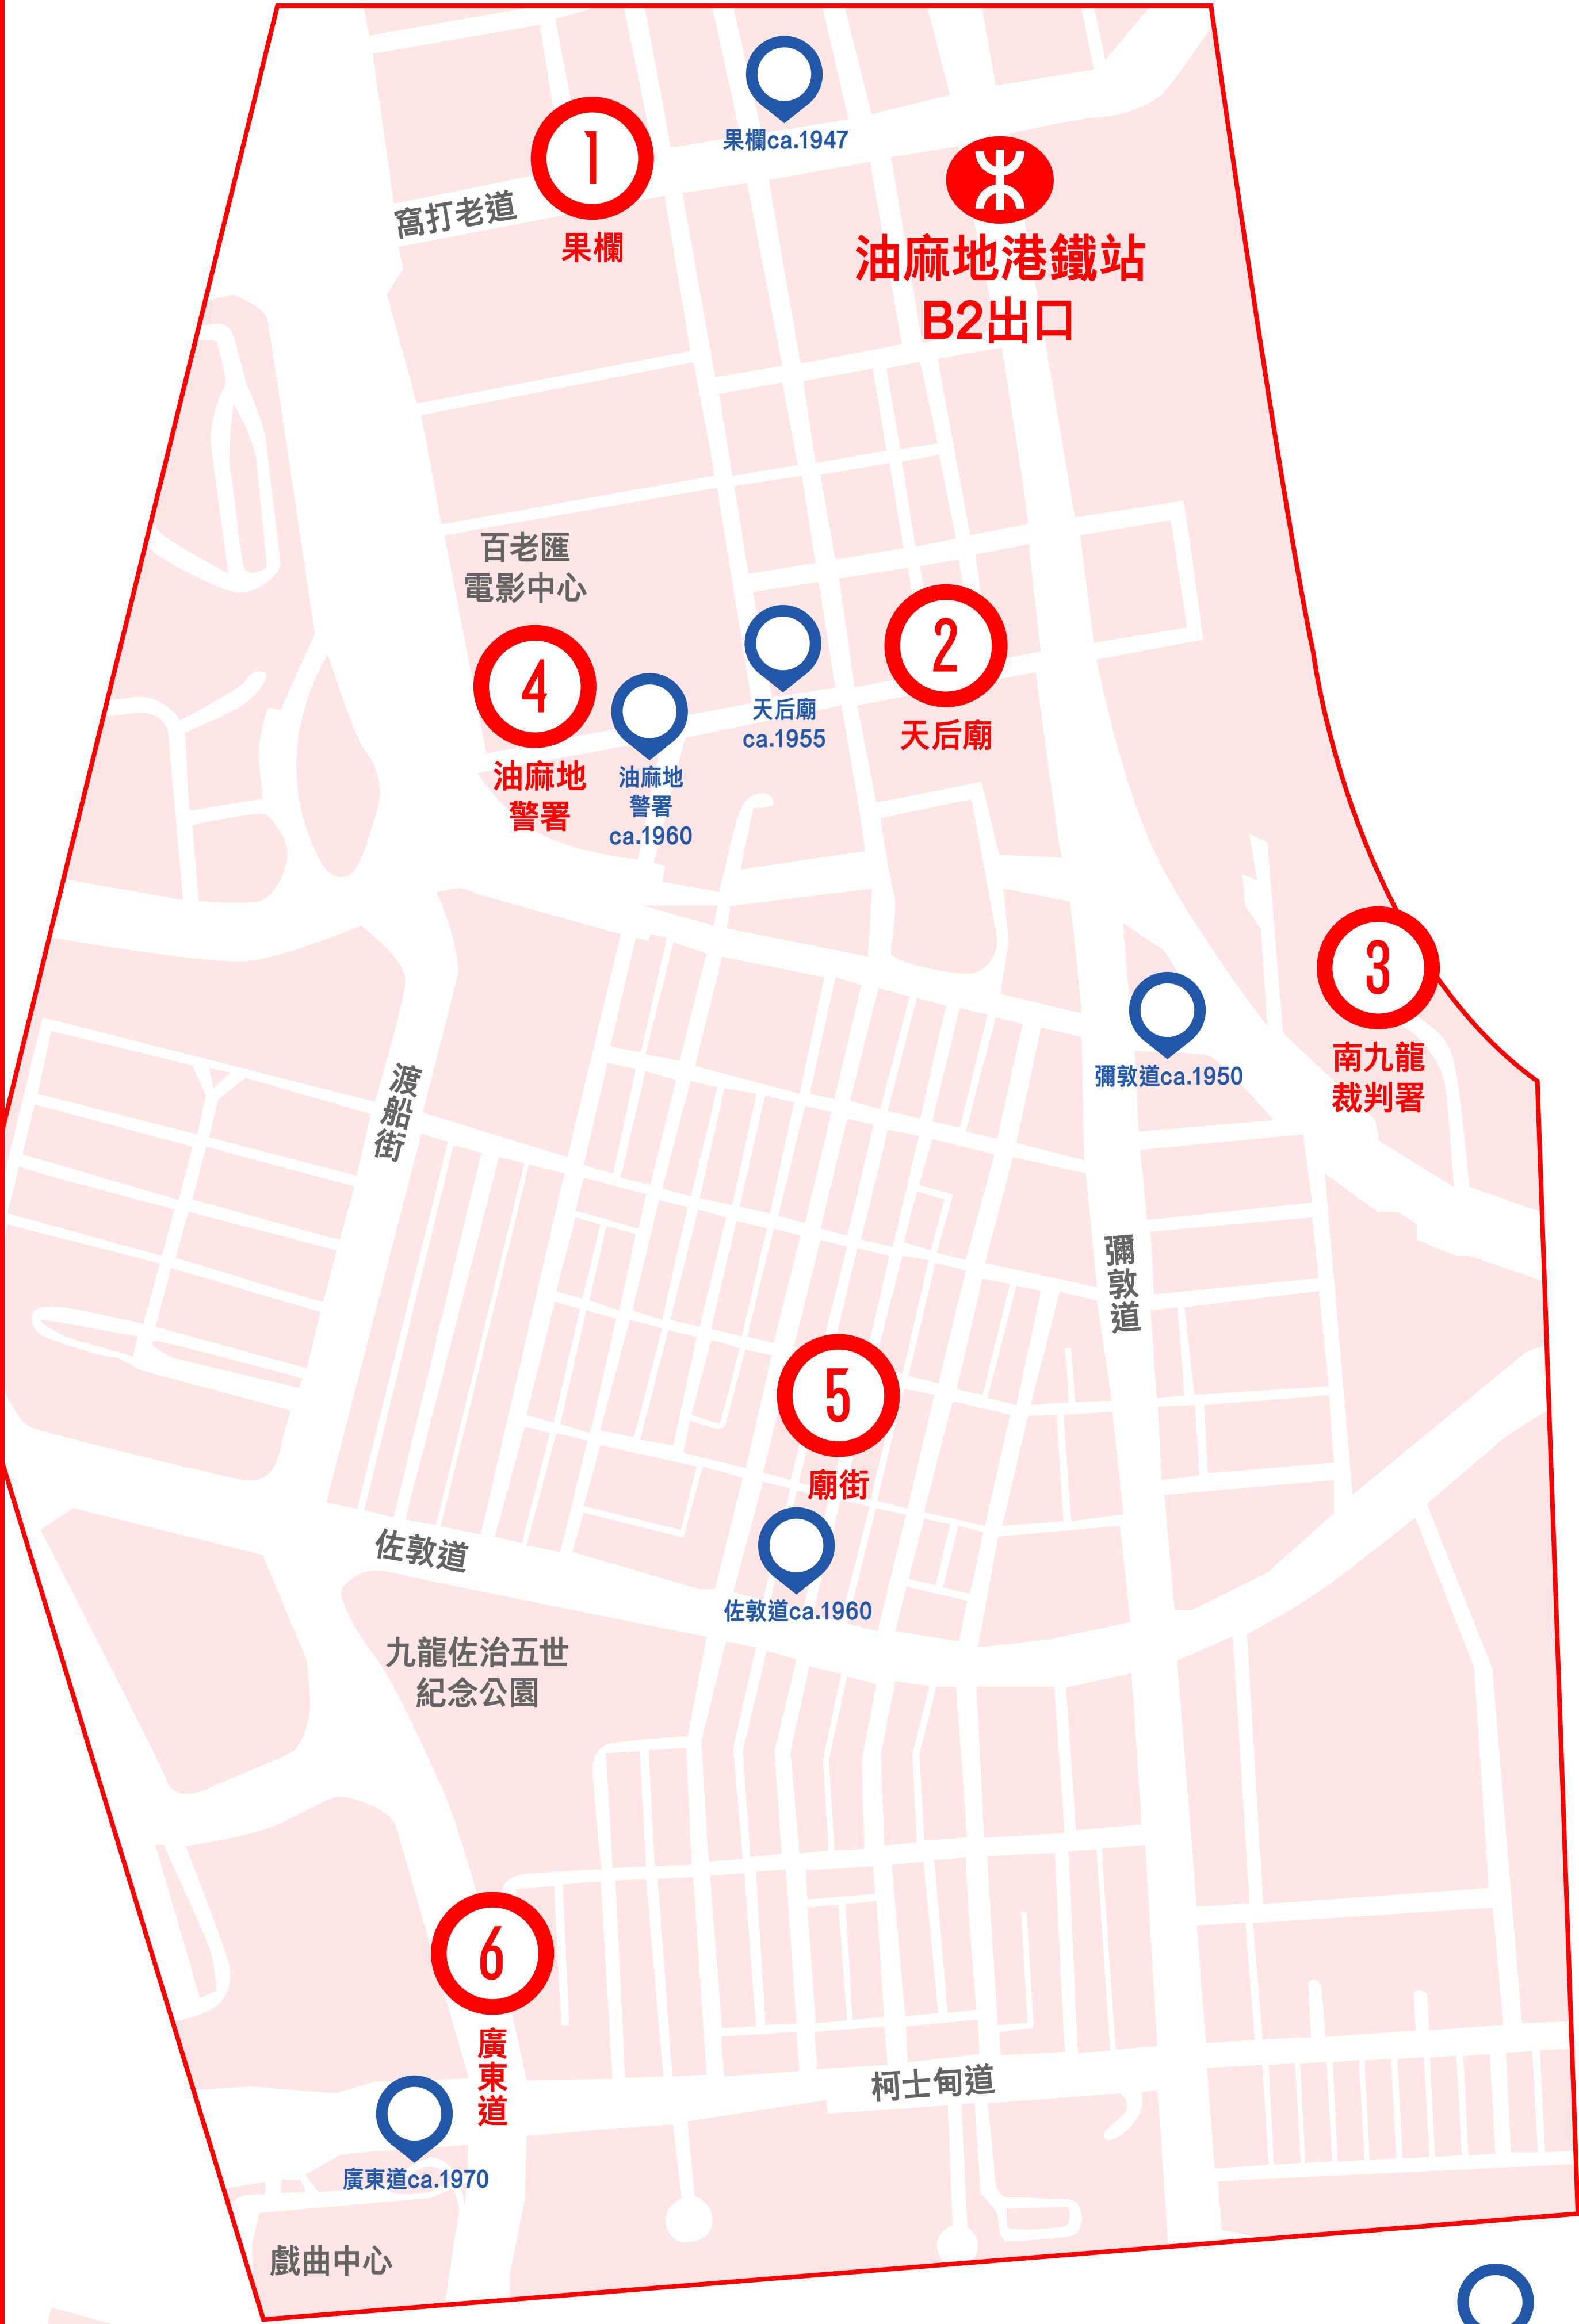 果欄ca.1947
1
窩打老道
果欄
油麻地港鐵站
B2出口
百老匯
電影中心
2
4
天后廟
ca.1955
天后廟
油麻地
警署
油麻地
警署
ca.1960
3
南九龍
裁判署
彌敦道ca.1950
渡船街
彌敦道
5
廟街
佐敦道
佐敦道ca.1960
九龍佐治五世
紀念公園
6
廣東道
柯士甸道
廣東道ca.1970
戲曲中心